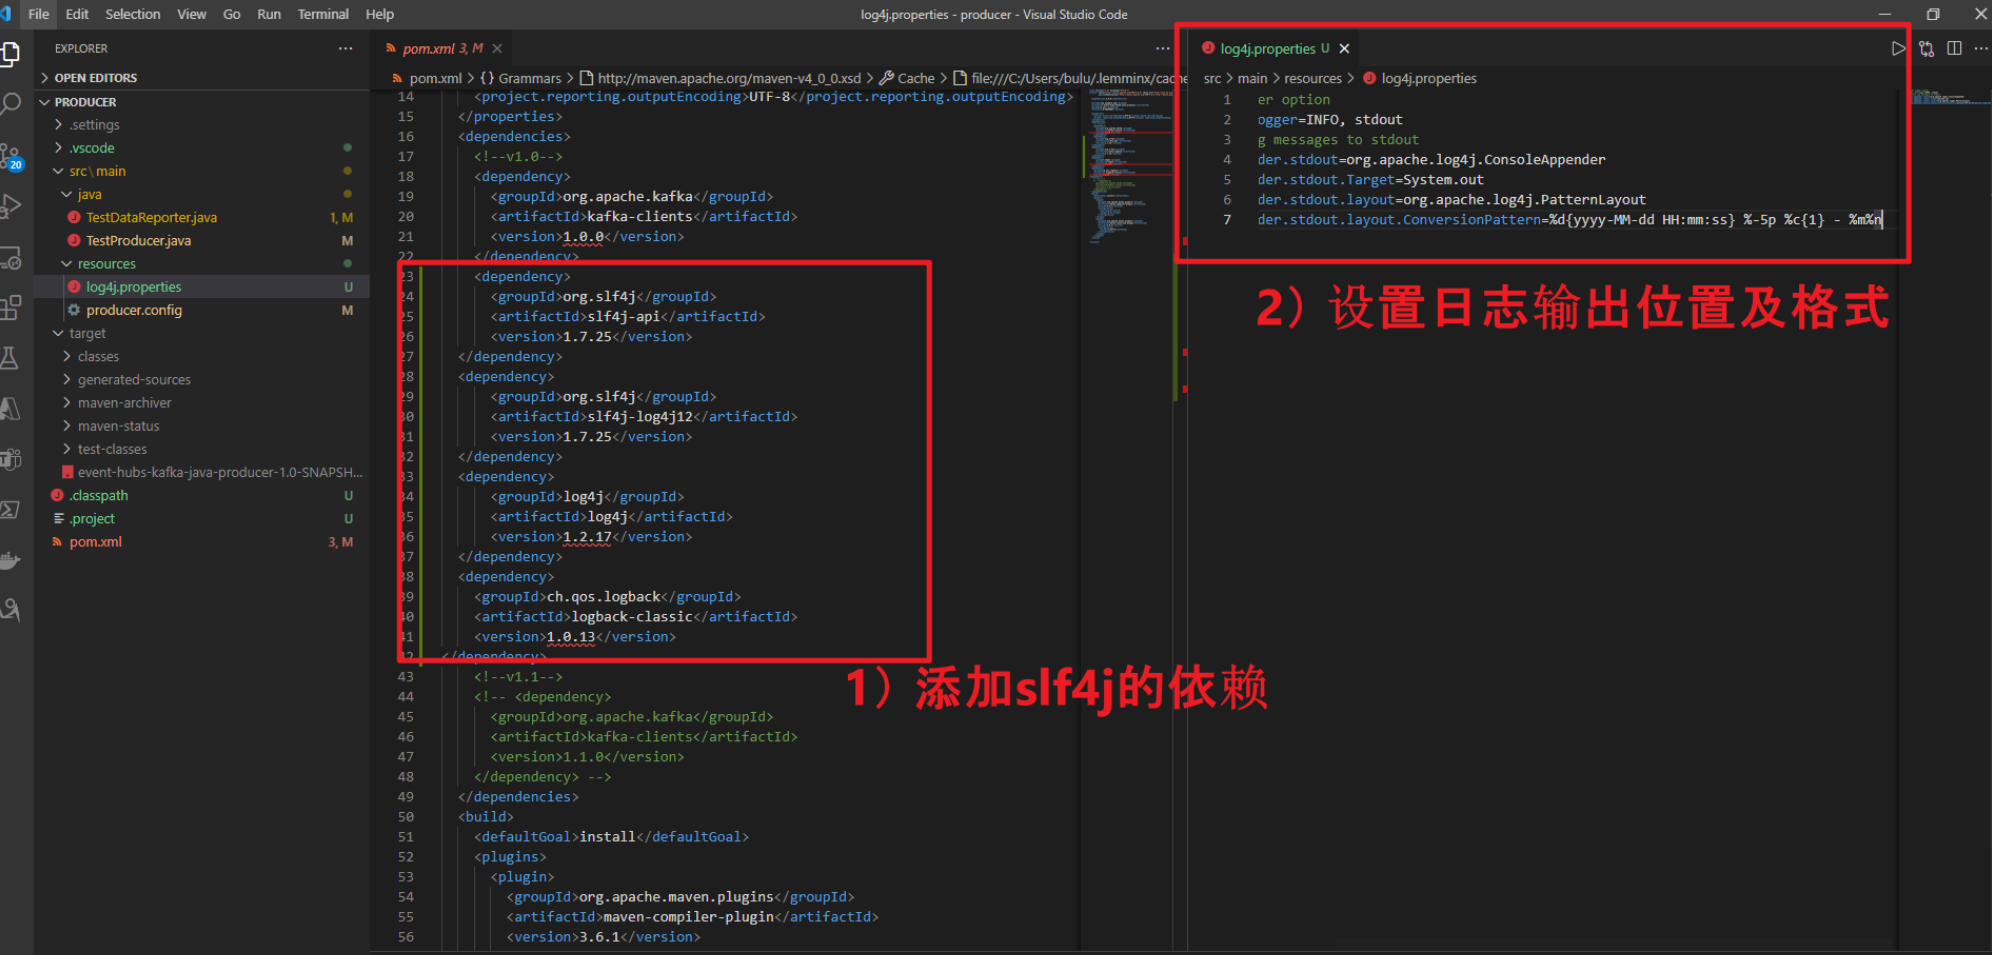 File Edit Selection View Go Run Terminal Help
log4j.properties - producer - Visual Studio Code
EXPLORER
OPEN EDITORS
PRODUCER
.settings
.vscode
src\main
java
TestDataReporter.java 1, M
TestProducer.java M
resources
log4j.properties U
producer.config M
target
classes
generated-sources
maven-archiver
maven-status
test-classes
event-hubs-kafka-java-producer-1.0-SNAPSH...
.classpath U
.project U
pom.xml 3, M
20
pom.xml 3, M
pom.xml > {} Grammars > http://maven.apache.org/maven-v4_0_0.xsd > Cache > file:///C:/Users/bulu/.lemminx/cache
14 <project.reporting.outputEncoding>UTF-8</project.reporting.outputEncoding>
15 </properties>
16 <dependencies>
17 <!--v1.0-->
18 <dependency>
19 <groupId>org.apache.kafka</groupId>
20 <artifactId>kafka-clients</artifactId>
21 <version>1.0.0</version>
22 </dependency>
23 <dependency>
24 <groupId>org.slf4j</groupId>
25 <artifactId>slf4j-api</artifactId>
26 <version>1.7.25</version>
27 </dependency>
28 <dependency>
29 <groupId>org.slf4j</groupId>
30 <artifactId>slf4j-log4j12</artifactId>
31 <version>1.7.25</version>
32 </dependency>
33 <dependency>
34 <groupId>log4j</groupId>
35 <artifactId>log4j</artifactId>
36 <version>1.2.17</version>
37 </dependency>
38 <dependency>
39 <groupId>ch.qos.logback</groupId>
40 <artifactId>logback-classic</artifactId>
41 <version>1.0.13</version>
42 </dependency>
43 <!--v1.1-->
44 <!-- <dependency>
45 <groupId>org.apache.kafka</groupId>
46 <artifactId>kafka-clients</artifactId>
47 <version>1.1.0</version>
48 </dependency> -->
49 </dependencies>
50 <build>
51 <defaultGoal>install</defaultGoal>
52 <plugins>
53 <plugin>
54 <groupId>org.apache.maven.plugins</groupId>
55 <artifactId>maven-compiler-plugin</artifactId>
56 <version>3.6.1</version>
1）添加slf4j的依赖
log4j.properties U
src > main > resources > log4j.properties
1 er option
2 ogger=INFO, stdout
3 g messages to stdout
4 der.stdout=org.apache.log4j.ConsoleAppender
5 der.stdout.Target=System.out
6 der.stdout.layout=org.apache.log4j.PatternLayout
7 der.stdout.layout.ConversionPattern=%d{yyyy-MM-dd HH:mm:ss} %-5p %c{1} - %m%n
2）设置日志输出位置及格式